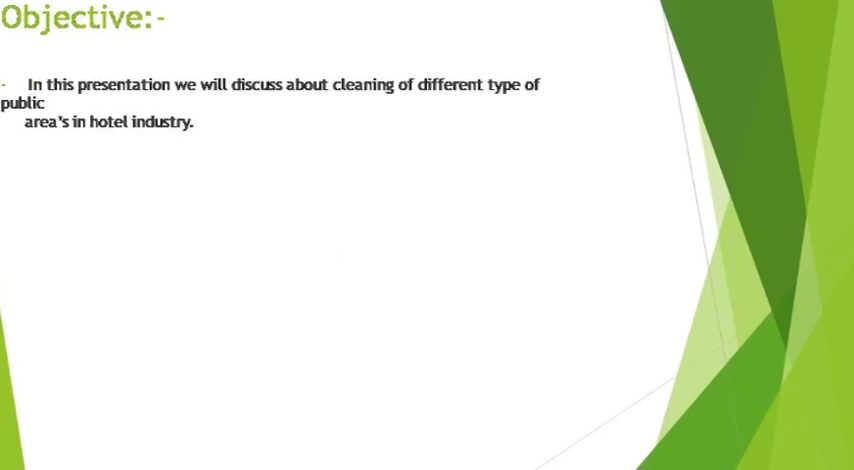 Objective:-
- In this presentation we will discuss about cleaning of different type of
public
area's in hotel industry.